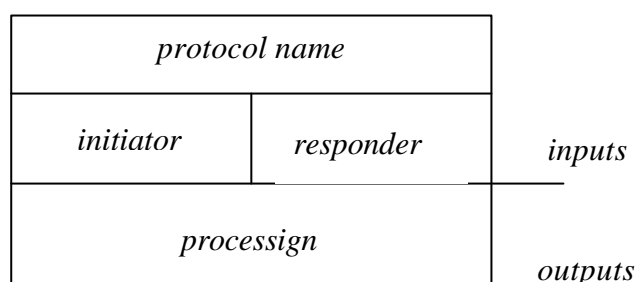 protocol name
initiator
responder
inputs
processign
outputs